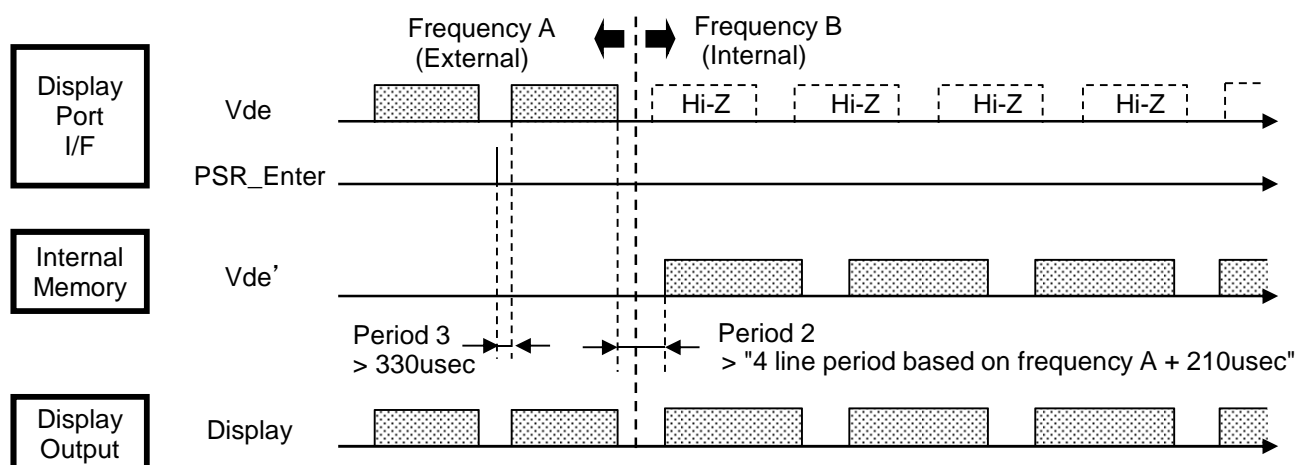 Frequency A
(External)
Frequency B
(Internal)
Display
Port
I/F
Vde
Hi-Z
Hi-Z
Hi-Z
Hi-Z
PSR_Enter
Internal
Memory
Vde’
Period 3
> 330usec
Period 2
> "4 line period based on frequency A + 210usec"
Display
Output
Display